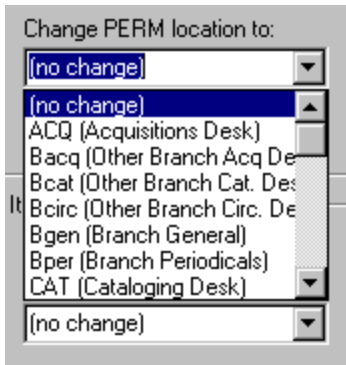 Change PERM location to:
(no change)
(no change)
ACQ (Acquisitions Desk)
Bacq (Other Branch Acq De
Bcat (Other Branch Cat. Des
It Bcirc (Other Branch Circ. De
Bgen (Branch General)
Bper (Branch Periodicals)
CAT (Cataloging Desk)
(no change)